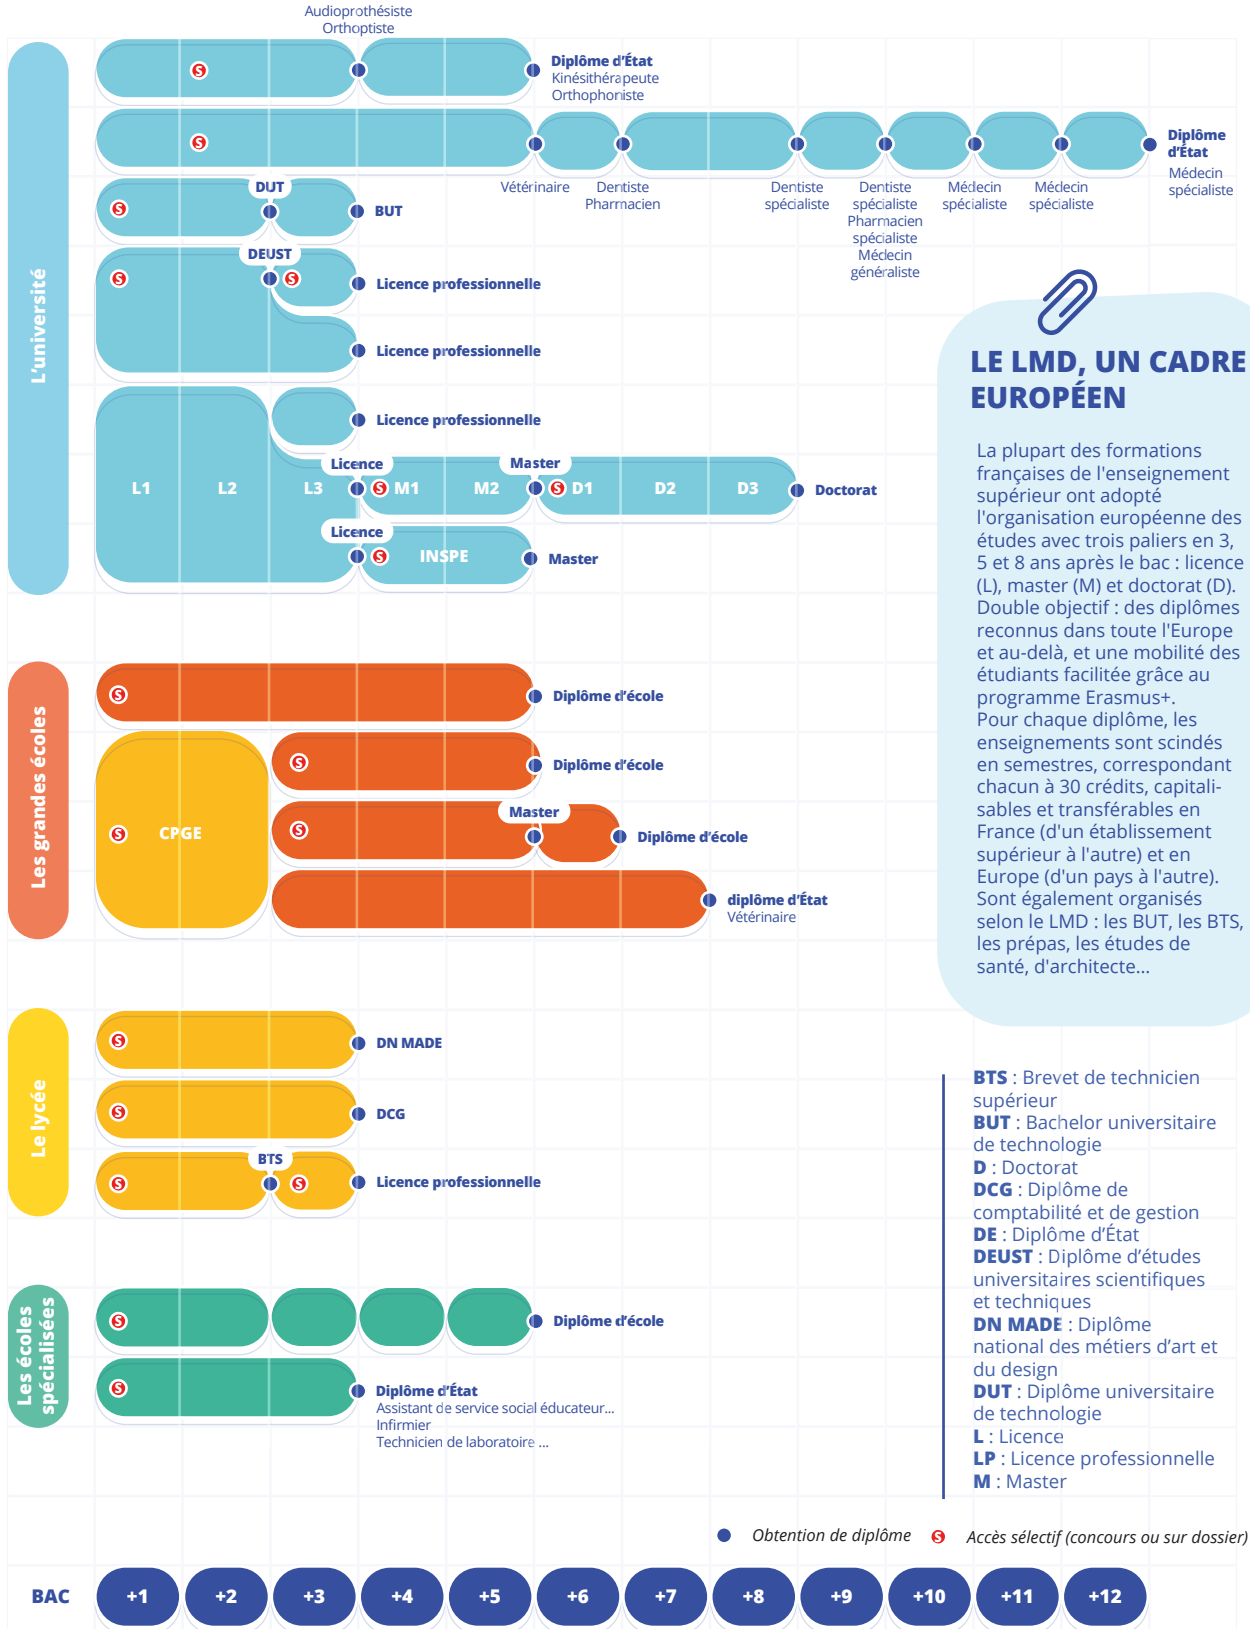 Audioprothésiste
Orthoptiste
L'université
S
Diplôme d'État
Kinésithérapeute
Orthophoniste
S
Diplôme
d'État
Médecin
spécialiste
Vétérinaire
Dentiste
Pharmacien
Dentiste
spécialiste
Dentiste
spécialiste
Pharmacien
spécialiste
Médecin
généraliste
Médecin
spécialiste
Médecin
spécialiste
S
DUT
BUT
S
DEUST
S
Licence professionnelle
Licence professionnelle
Licence professionnelle
L1 L2 L3
Licence
S M1 M2
Master
S D1 D2 D3
Doctorat
Licence
S INSPE
Master
Les grandes écoles
S
Diplôme d'école
S CPGE
S
Diplôme d'école
S
Master
Diplôme d'école
diplôme d'État
Vétérinaire
Le lycée
S
DN MADE
S
DCG
S
BTS
S
Licence professionnelle
Les écoles
spécialisées
S
Diplôme d'école
S
Diplôme d'État
Assistant de service social éducateur...
Infirmier
Technicien de laboratoire ...
LE LMD, UN CADRE
EUROPÉEN
La plupart des formations
françaises de l'enseignement
supérieur ont adopté
l'organisation européenne des
études avec trois paliers en 3,
5 et 8 ans après le bac : licence
(L), master (M) et doctorat (D).
Double objectif : des diplômes
reconnus dans toute l'Europe
et au-delà, et une mobilité des
étudiants facilitée grâce au
programme Erasmus+.
Pour chaque diplôme, les
enseignements sont scindés
en semestres, correspondant
chacun à 30 crédits, capitali-
sables et transférables en
France (d'un établissement
supérieur à l'autre) et en
Europe (d'un pays à l'autre).
Sont également organisés
selon le LMD : les BUT, les BTS,
les prépas, les études de
santé, d'architecte...
BTS : Brevet de technicien
supérieur
BUT : Bachelor universitaire
de technologie
D : Doctorat
DCG : Diplôme de
comptabilité et de gestion
DE : Diplôme d'État
DEUST : Diplôme d'études
universitaires scientifiques
et techniques
DN MADE : Diplôme
national des métiers d'art et
du design
DUT : Diplôme universitaire
de technologie
L : Licence
LP : Licence professionnelle
M : Master
Obtention de diplôme
S Accès sélectif (concours ou sur dossier)
BAC +1 +2 +3 +4 +5 +6 +7 +8 +9 +10 +11 +12